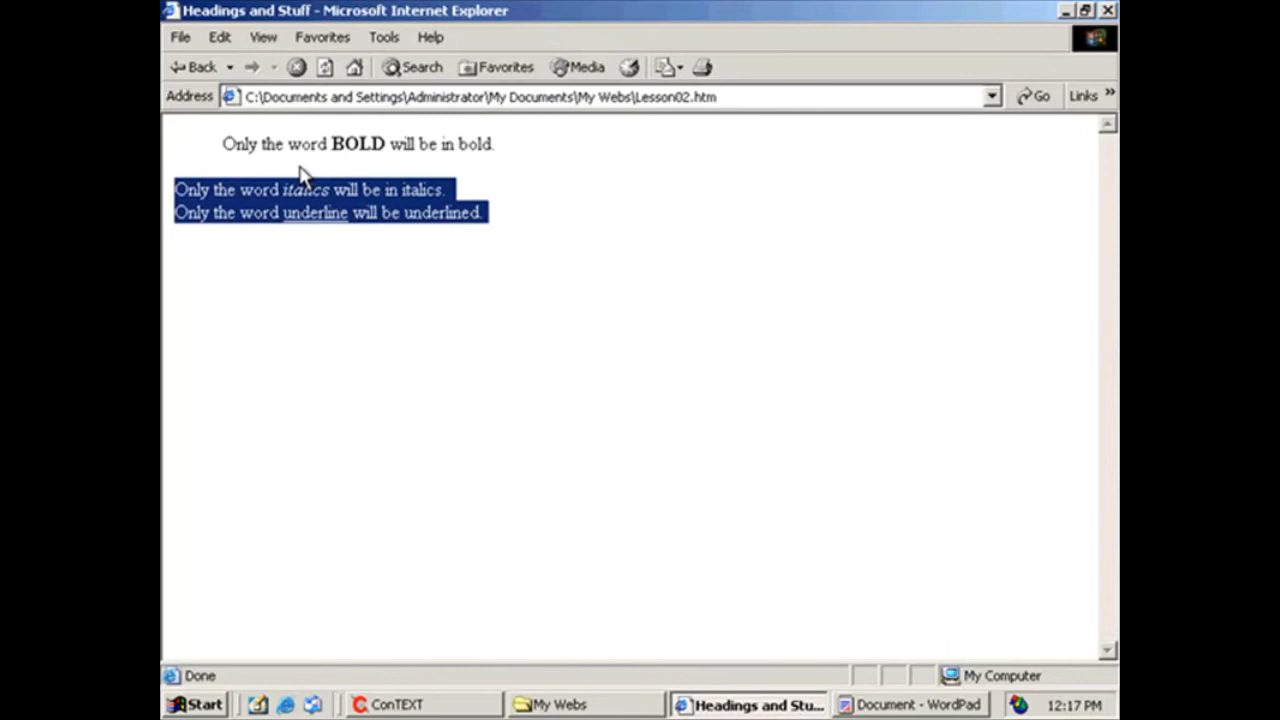 Headings and Stuff - Microsoft Internet Explorer
File Edit View Favorites Tools Help
Back Search Favorites Media
Address C:\Documents and Settings\Administrator\My Documents\My Webs\Lesson02.htm Go Links »
Only the word BOLD will be in bold.
Only the word italics will be in italics.
Only the word underline will be underlined.
Done My Computer
Start ConTEXT My Webs Headings and Stu... Document - WordPad 12:17 PM